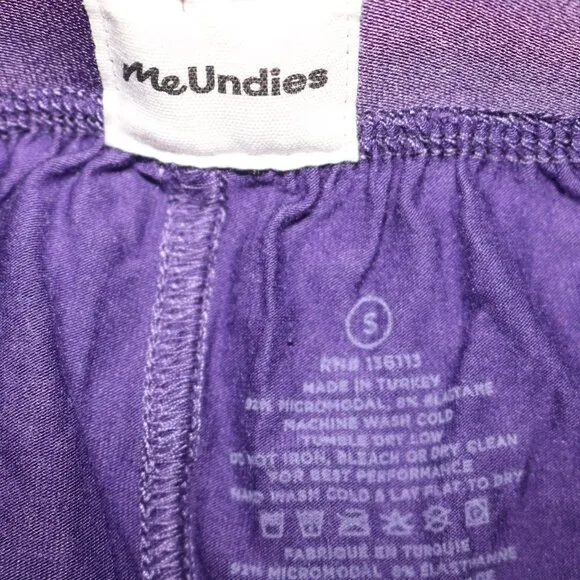 meUndies
S
RN# 136113
MADE IN TURKEY
92% MICROMODAL, 8% ELASTANE
MACHINE WASH COLD
TUMBLE DRY LOW
DO NOT IRON, BLEACH OR DRY CLEAN
FOR BEST PERFORMANCE
HAND WASH COLD & LAY FLAT TO DRY
FABRIQUÉ EN TURQUIE
92% MICROMODAL, 8% ELASTHANNE